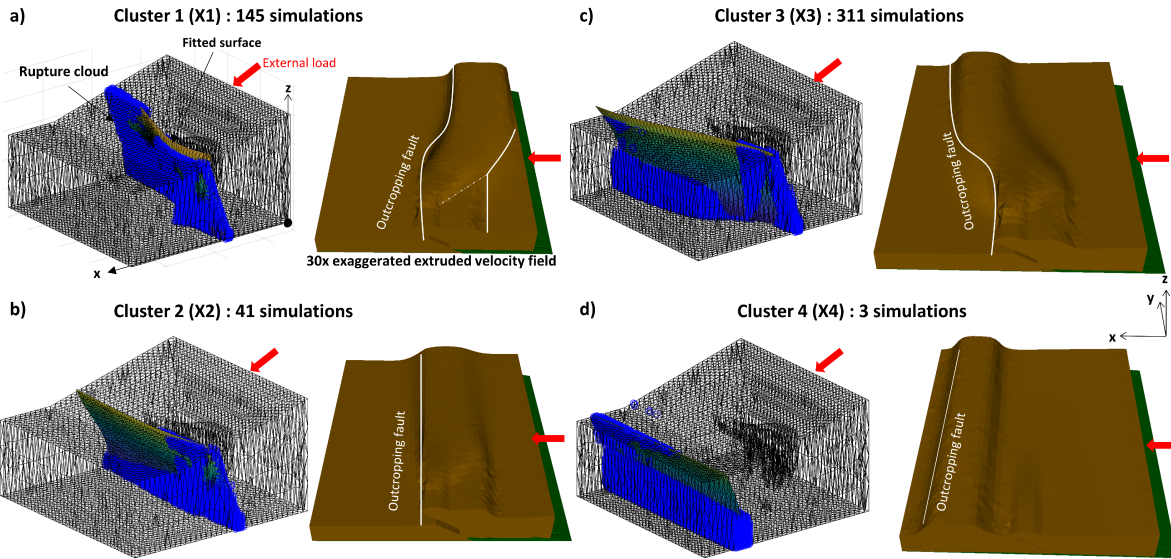 a)
Cluster 1 (X1) : 145 simulations
Fitted surface
Rupture cloud
External load
z
x
Outcropping fault
30x exaggerated extruded velocity field
b)
Cluster 2 (X2) : 41 simulations
Outcropping fault
c)
Cluster 3 (X3) : 311 simulations
Outcropping fault
z
y
x
d)
Cluster 4 (X4) : 3 simulations
Outcropping fault